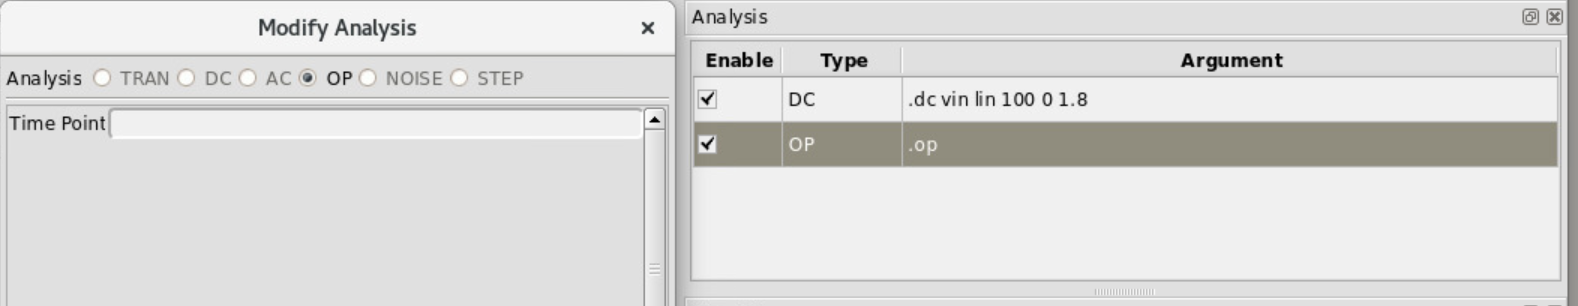 Modify Analysis
Analysis TRAN DC AC OP NOISE STEP
Time Point
Analysis
Enable Type Argument
DC .dc vin lin 100 0 1.8
OP .op